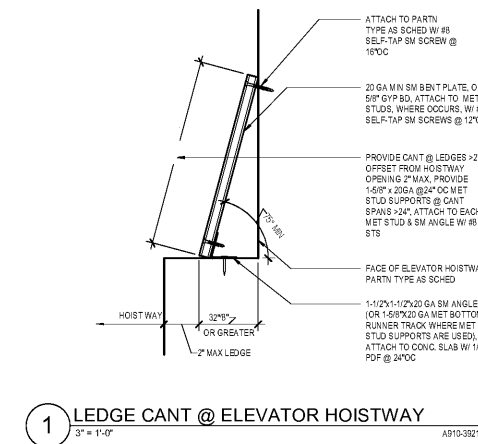 ATTACH TO PARTN
TYPE AS SCHED W/ #8
SELF-TAP SM SCREW @
16"OC
20 GA MIN SM BENT PLATE, O
5/8" GYP BD, ATTACH TO MET
STUDS, WHERE OCCURS, W/
SELF-TAP SM SCREWS @ 12"O
PROVIDE CANT @ LEDGES >2
OFFSET FROM HOISTWAY
OPENING 2" MAX, PROVIDE
1-5/8" x 20GA @24" OC MET
STUD SUPPORTS @ CANT
SPANS >24", ATTACH TO EACH
MET STUD & SM ANGLE W/ #8
STS
75° MIN
FACE OF ELEVATOR HOISTWA
PARTN TYPE AS SCHED
1-1/2"x1-1/2"x20 GA SM ANGLE
(OR 1-5/8"X20 GA MET BOTTOM
RUNNER TRACK WHERE MET
STUD SUPPORTS ARE USED),
ATTACH TO CONC. SLAB W/ 1/
PDF @ 24"OC
HOIST WAY
OR GREATER
2" MAX LEDGE
1
LEDGE CANT @ ELEVATOR HOISTWAY
3" = 1'-0"
A910-3921